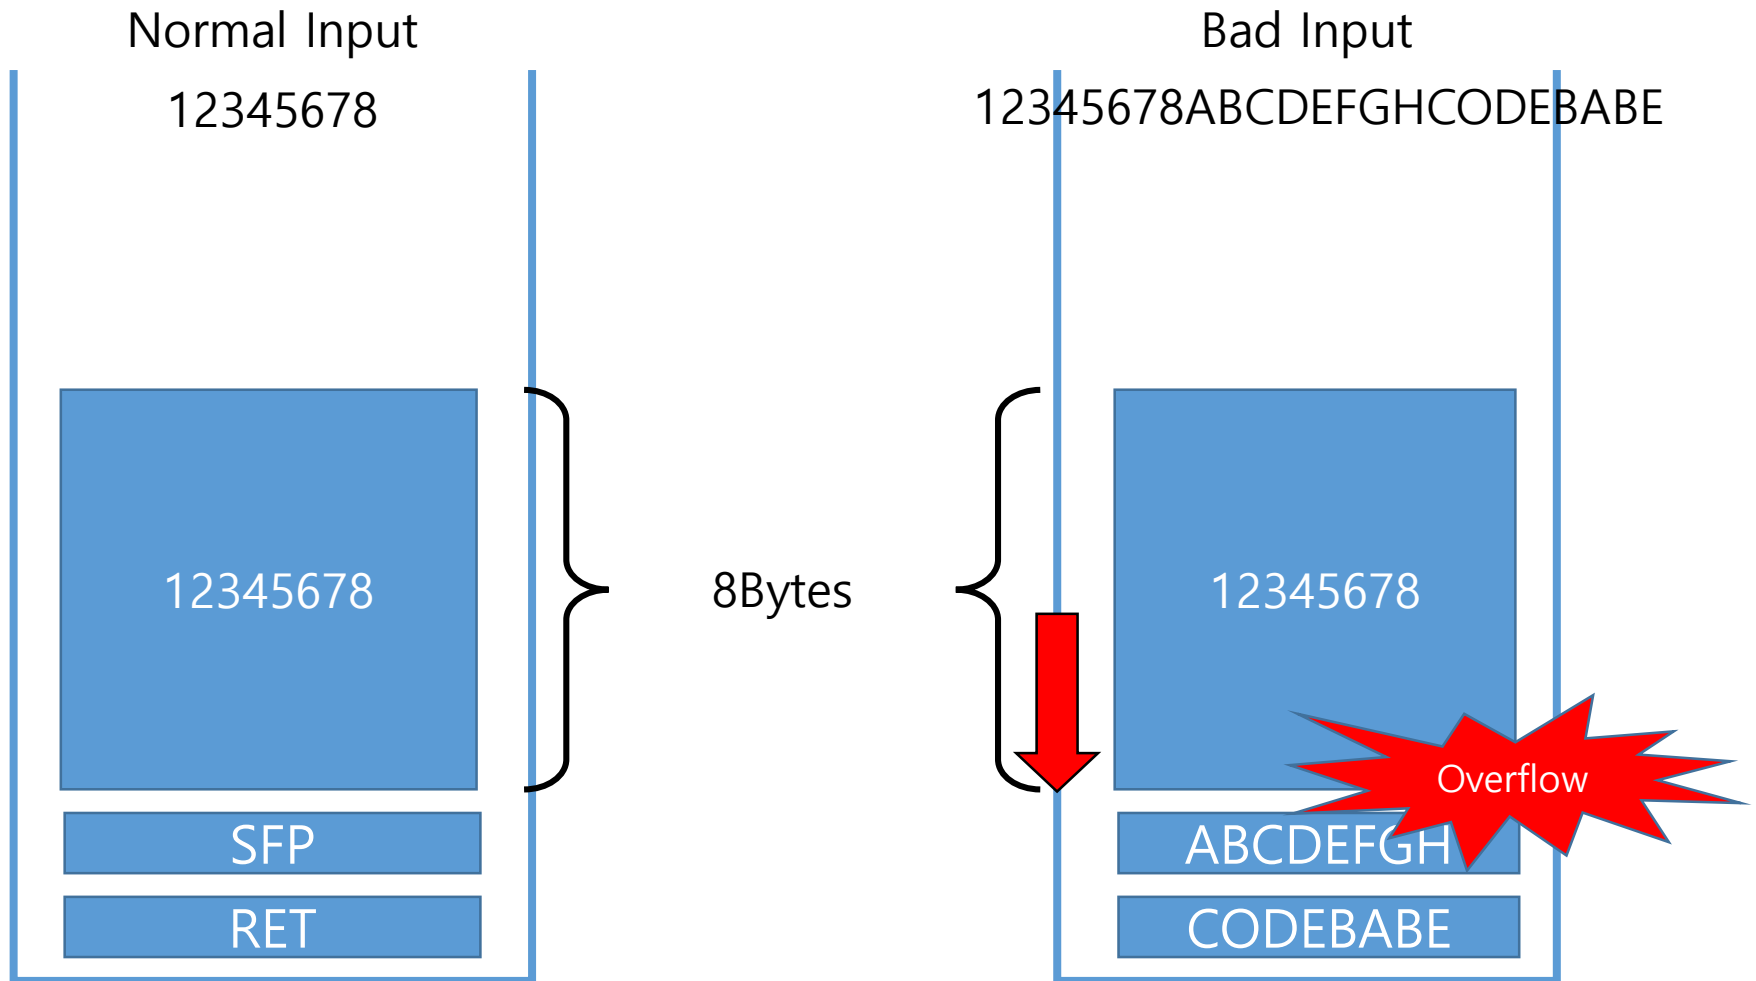 Normal Input
12345678
12345678
SFP
RET
8Bytes
Bad Input
12345678ABCDEFGHCODEBABE
12345678
Overflow
ABCDEFGH
CODEBABE